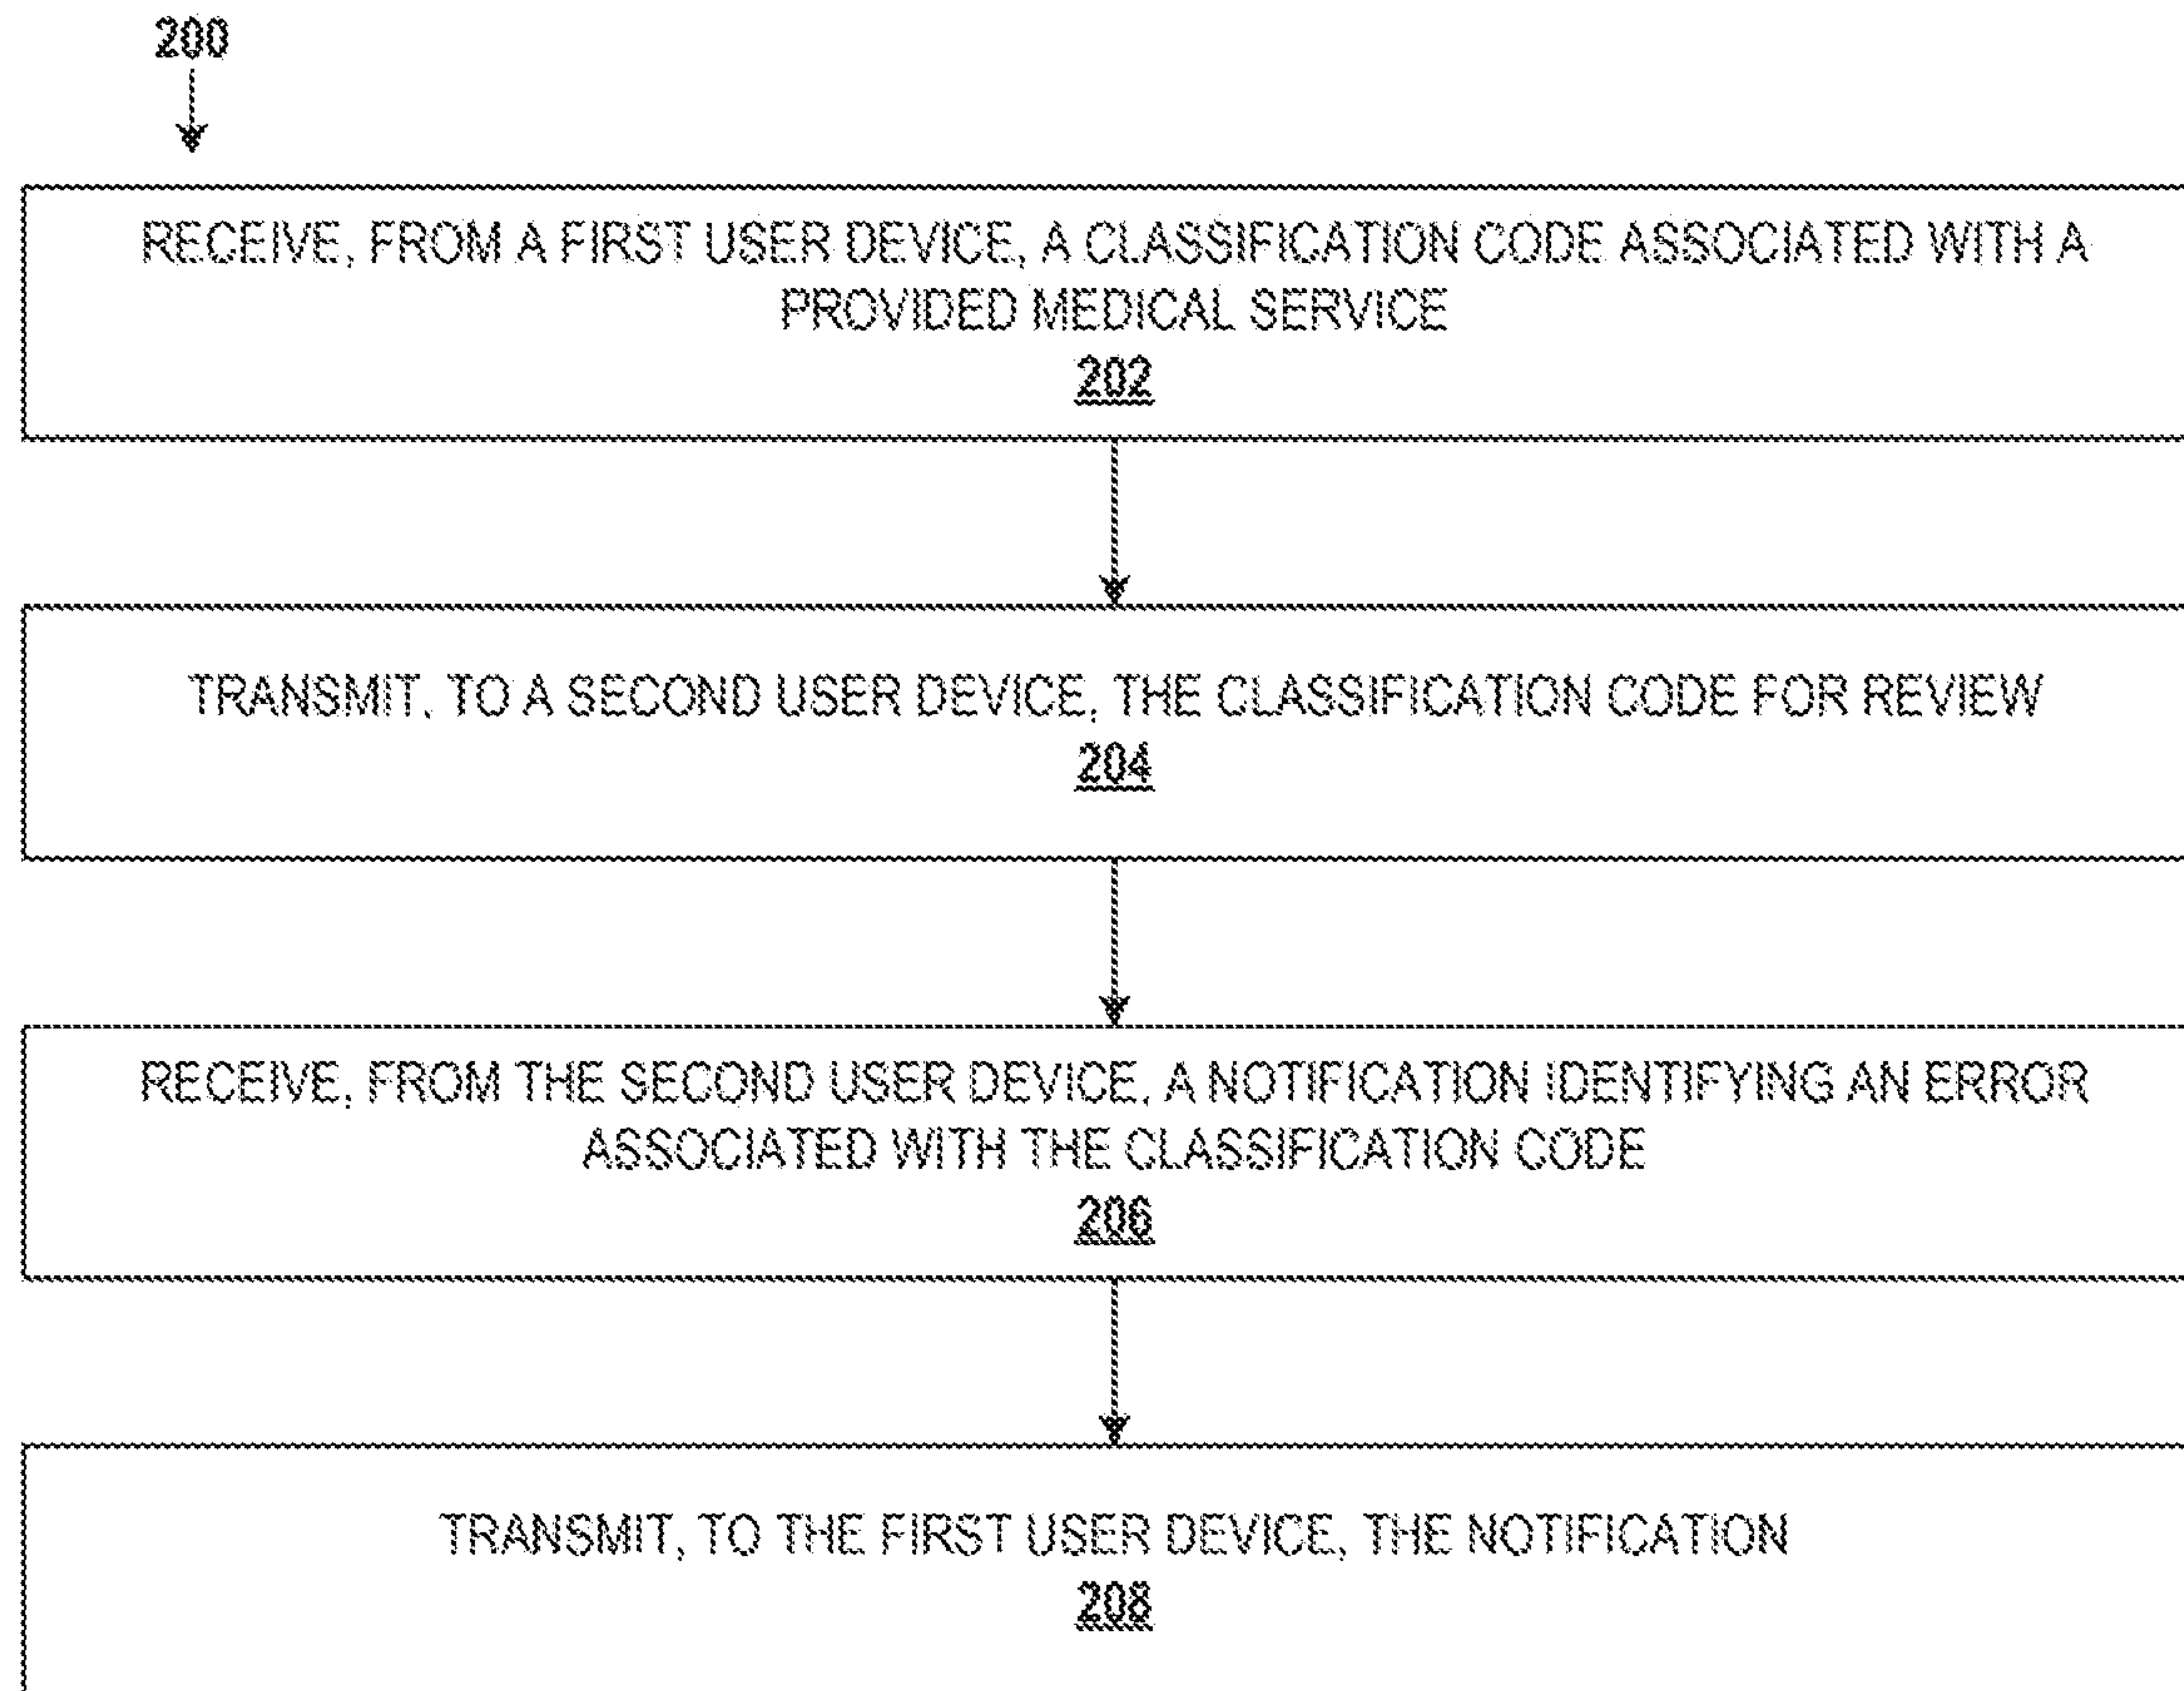 200
RECEIVE, FROM A FIRST USER DEVICE, A CLASSIFICATION CODE ASSOCIATED WITH A
PROVIDED MEDICAL SERVICE
202
TRANSMIT, TO A SECOND USER DEVICE, THE CLASSIFICATION CODE FOR REVIEW
204
RECEIVE, FROM THE SECOND USER DEVICE, A NOTIFICATION IDENTIFYING AN ERROR
ASSOCIATED WITH THE CLASSIFICATION CODE
206
TRANSMIT, TO THE FIRST USER DEVICE, THE NOTIFICATION
208